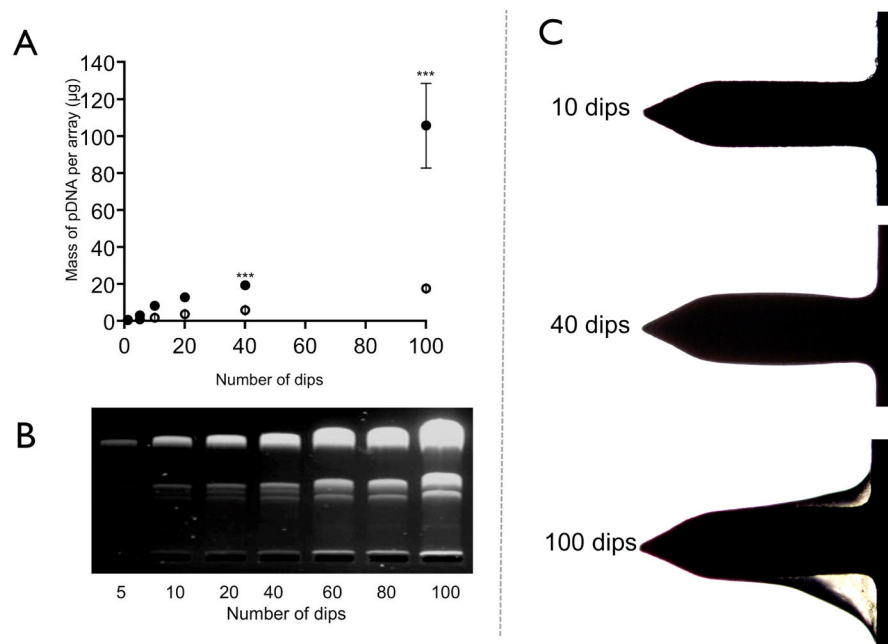 A
Mass of pDNA per array (µg)
140
120
100
80
60
40
20
0
***
***
0 20 40 60 80 100
Number of dips
B
5 10 20 40 60 80 100
Number of dips
C
10 dips
40 dips
100 dips